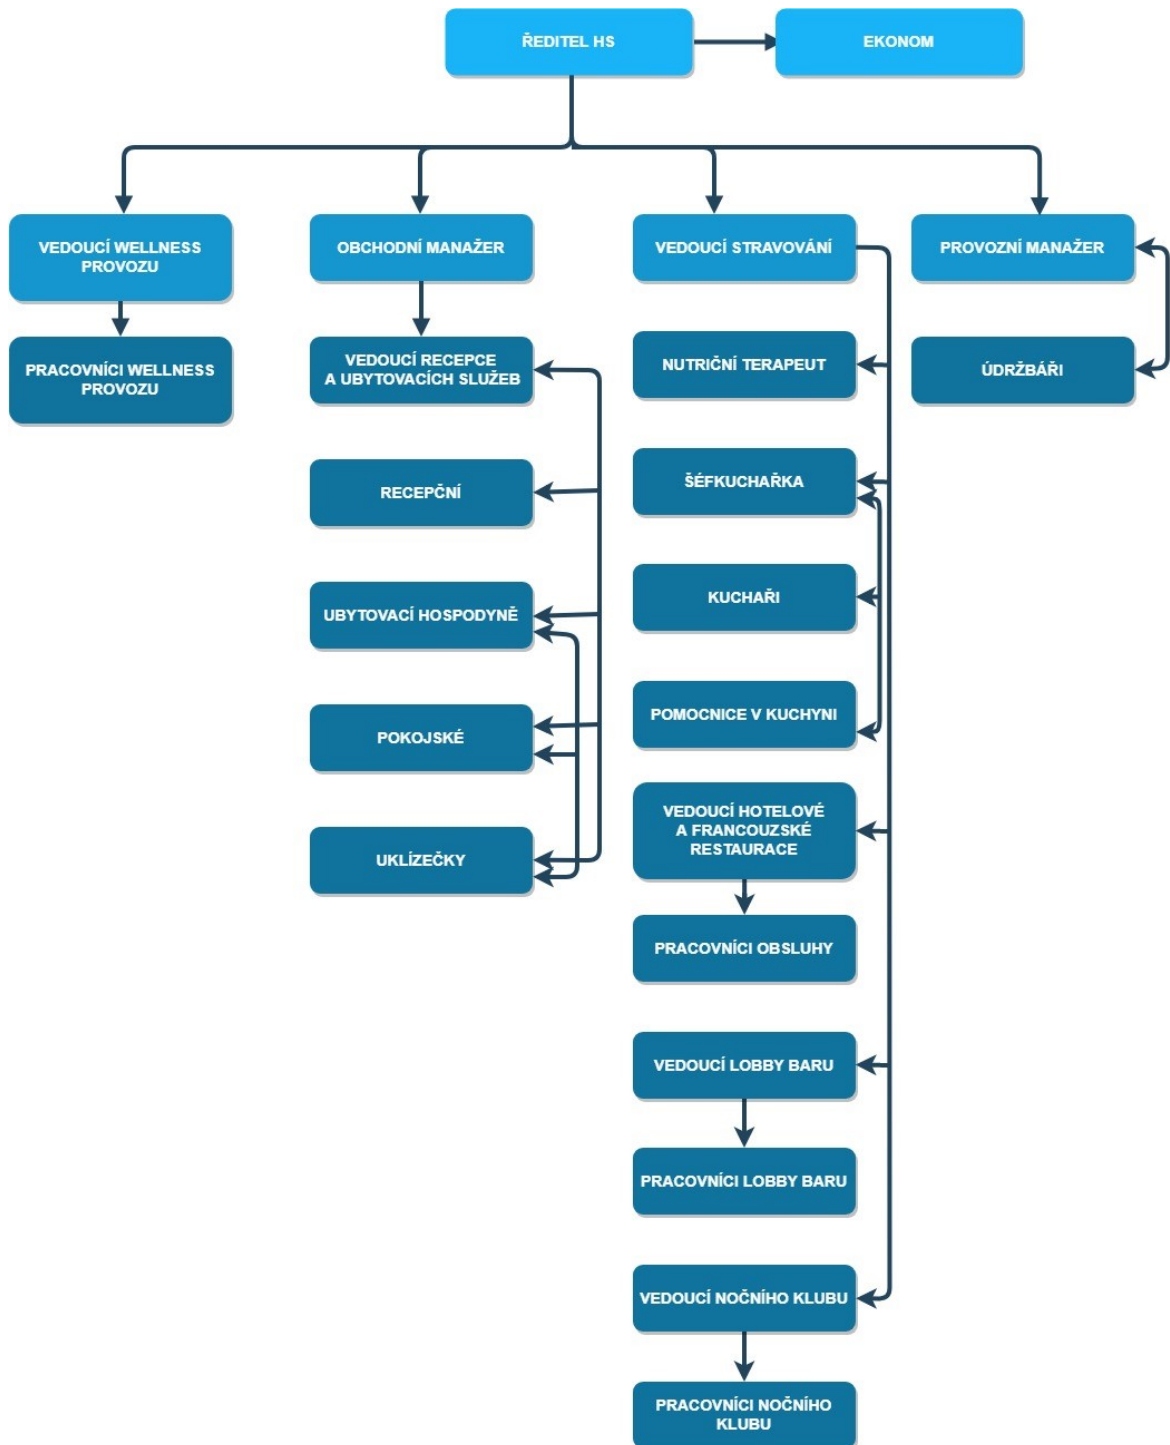 ŘEDITEL HS
EKONOM
VEDOUCÍ WELLNESS
PROVOZU
OBCHODNÍ MANAŽER
VEDOUCÍ STRAVOVÁNÍ
PROVOZNÍ MANAŽER
PRACOVNÍCI WELLNESS
PROVOZU
VEDOUCÍ RECEPCE
A UBYTOVACÍCH SLUŽEB
NUTRIČNÍ TERAPEUT
ÚDRŽBÁŘI
RECEPČNÍ
ŠÉFKUCHAŘKA
UBYTOVACÍ HOSPODYNĚ
KUCHAŘI
POKOJSKÉ
POMOCNICE V KUCHYNI
UKLÍZEČKY
VEDOUCÍ HOTELOVÉ
A FRANCOUZSKÉ
RESTAURACE
PRACOVNÍCI OBSLUHY
VEDOUCÍ LOBBY BARU
PRACOVNÍCI LOBBY BARU
VEDOUCÍ NOČNÍHO KLUBU
PRACOVNÍCI NOČNÍHO
KLUBU